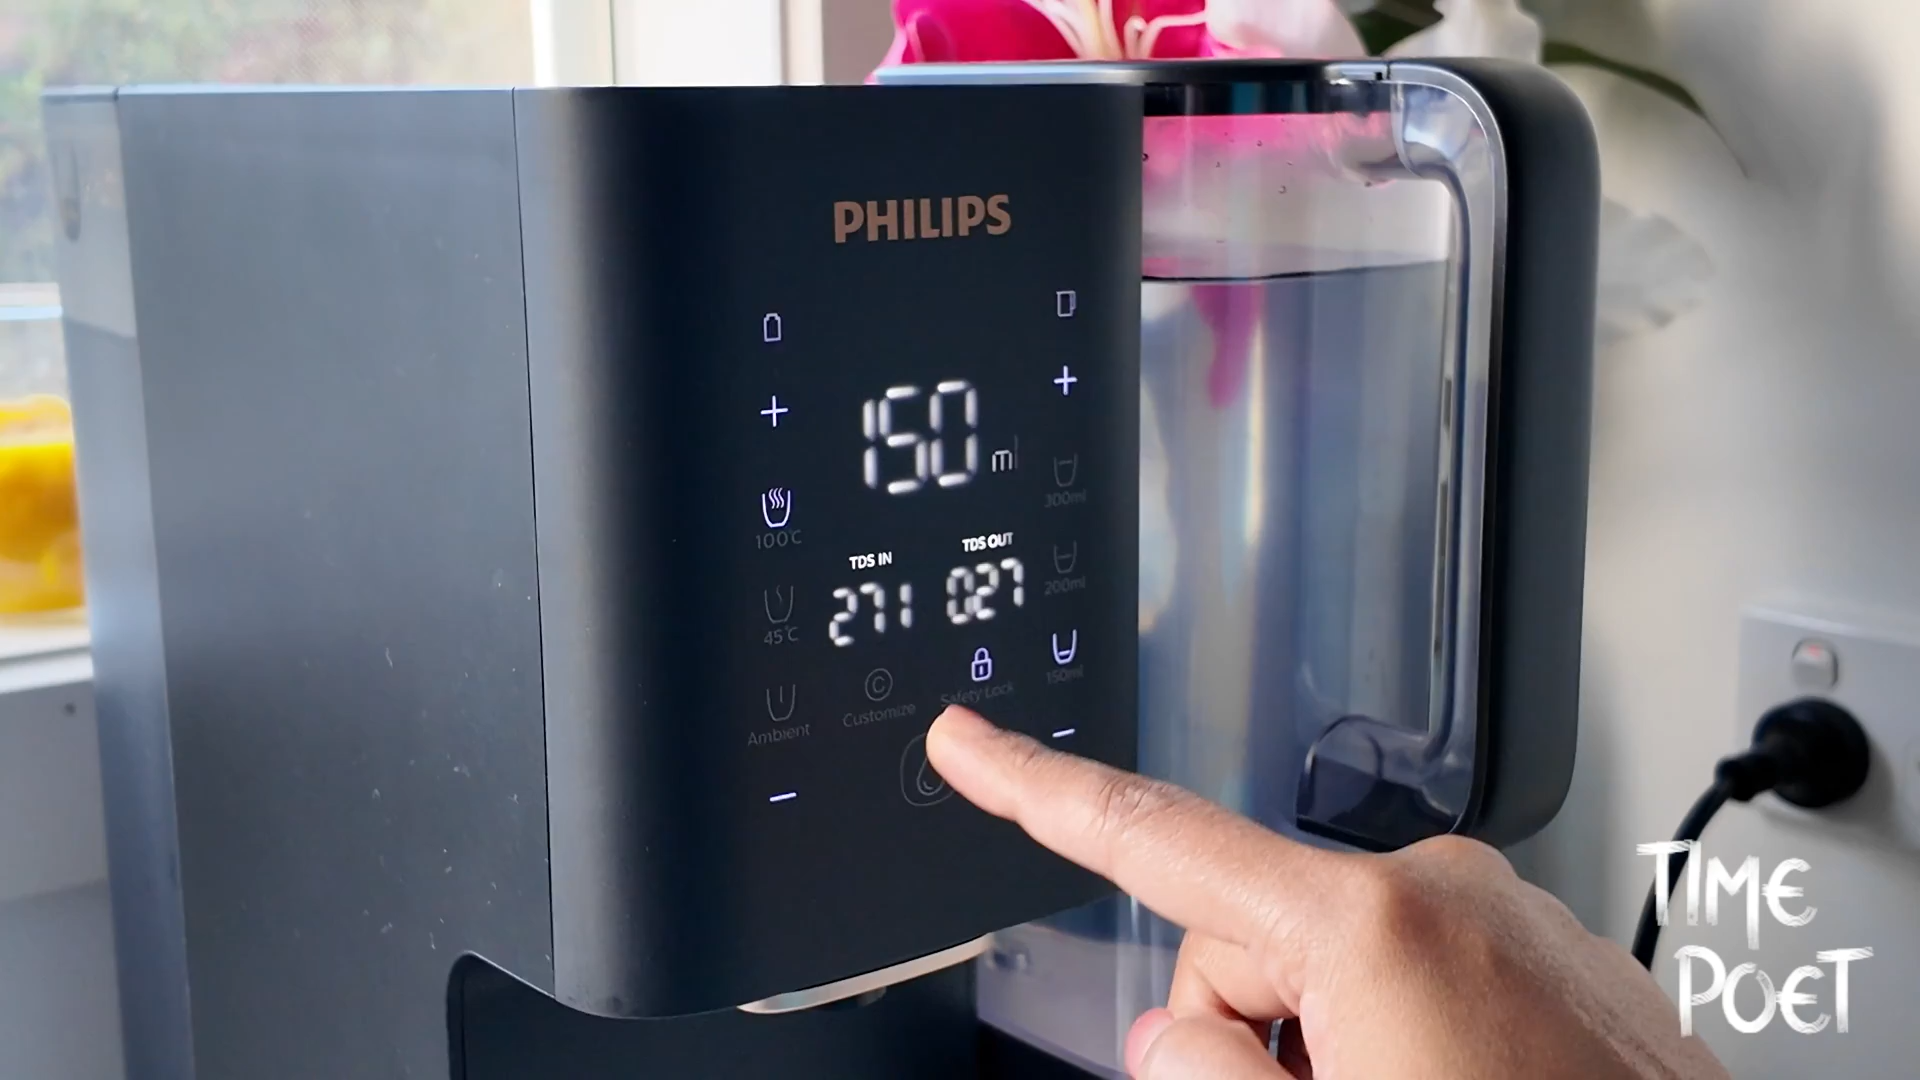 PHILIPS
150 ml
100°C
TDS IN
TDS OUT
271
027
45°C
Ambient
Customize
Safety Lock
300ml
200ml
150ml
TIME
POET